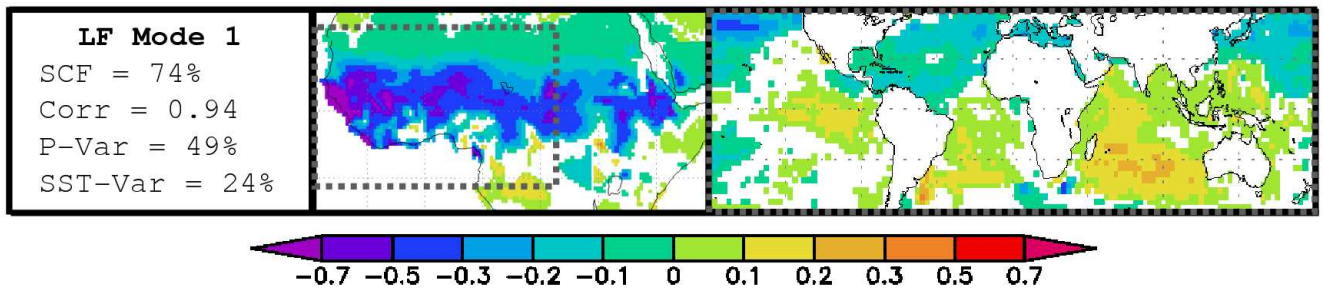 LF Mode 1
SCF = 74%
Corr = 0.94
P-Var = 49%
SST-Var = 24%
-0.7 -0.5 -0.3 -0.2 -0.1 0 0.1 0.2 0.3 0.5 0.7